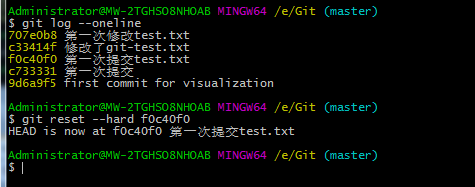 Administrator@MW-2TGHSO8NHOAB MINGW64 /e/Git (master)
$ git log --oneline
707e0b8 第一次修改test.txt
c33414f 修改了git-test.txt
f0c40f0 第一次提交test.txt
c733331 第一次提交
9d6a9f5 first commit for visualization
Administrator@MW-2TGHSO8NHOAB MINGW64 /e/Git (master)
$ git reset --hard f0c40f0
HEAD is now at f0c40f0 第一次提交test.txt
Administrator@MW-2TGHSO8NHOAB MINGW64 /e/Git (master)
$